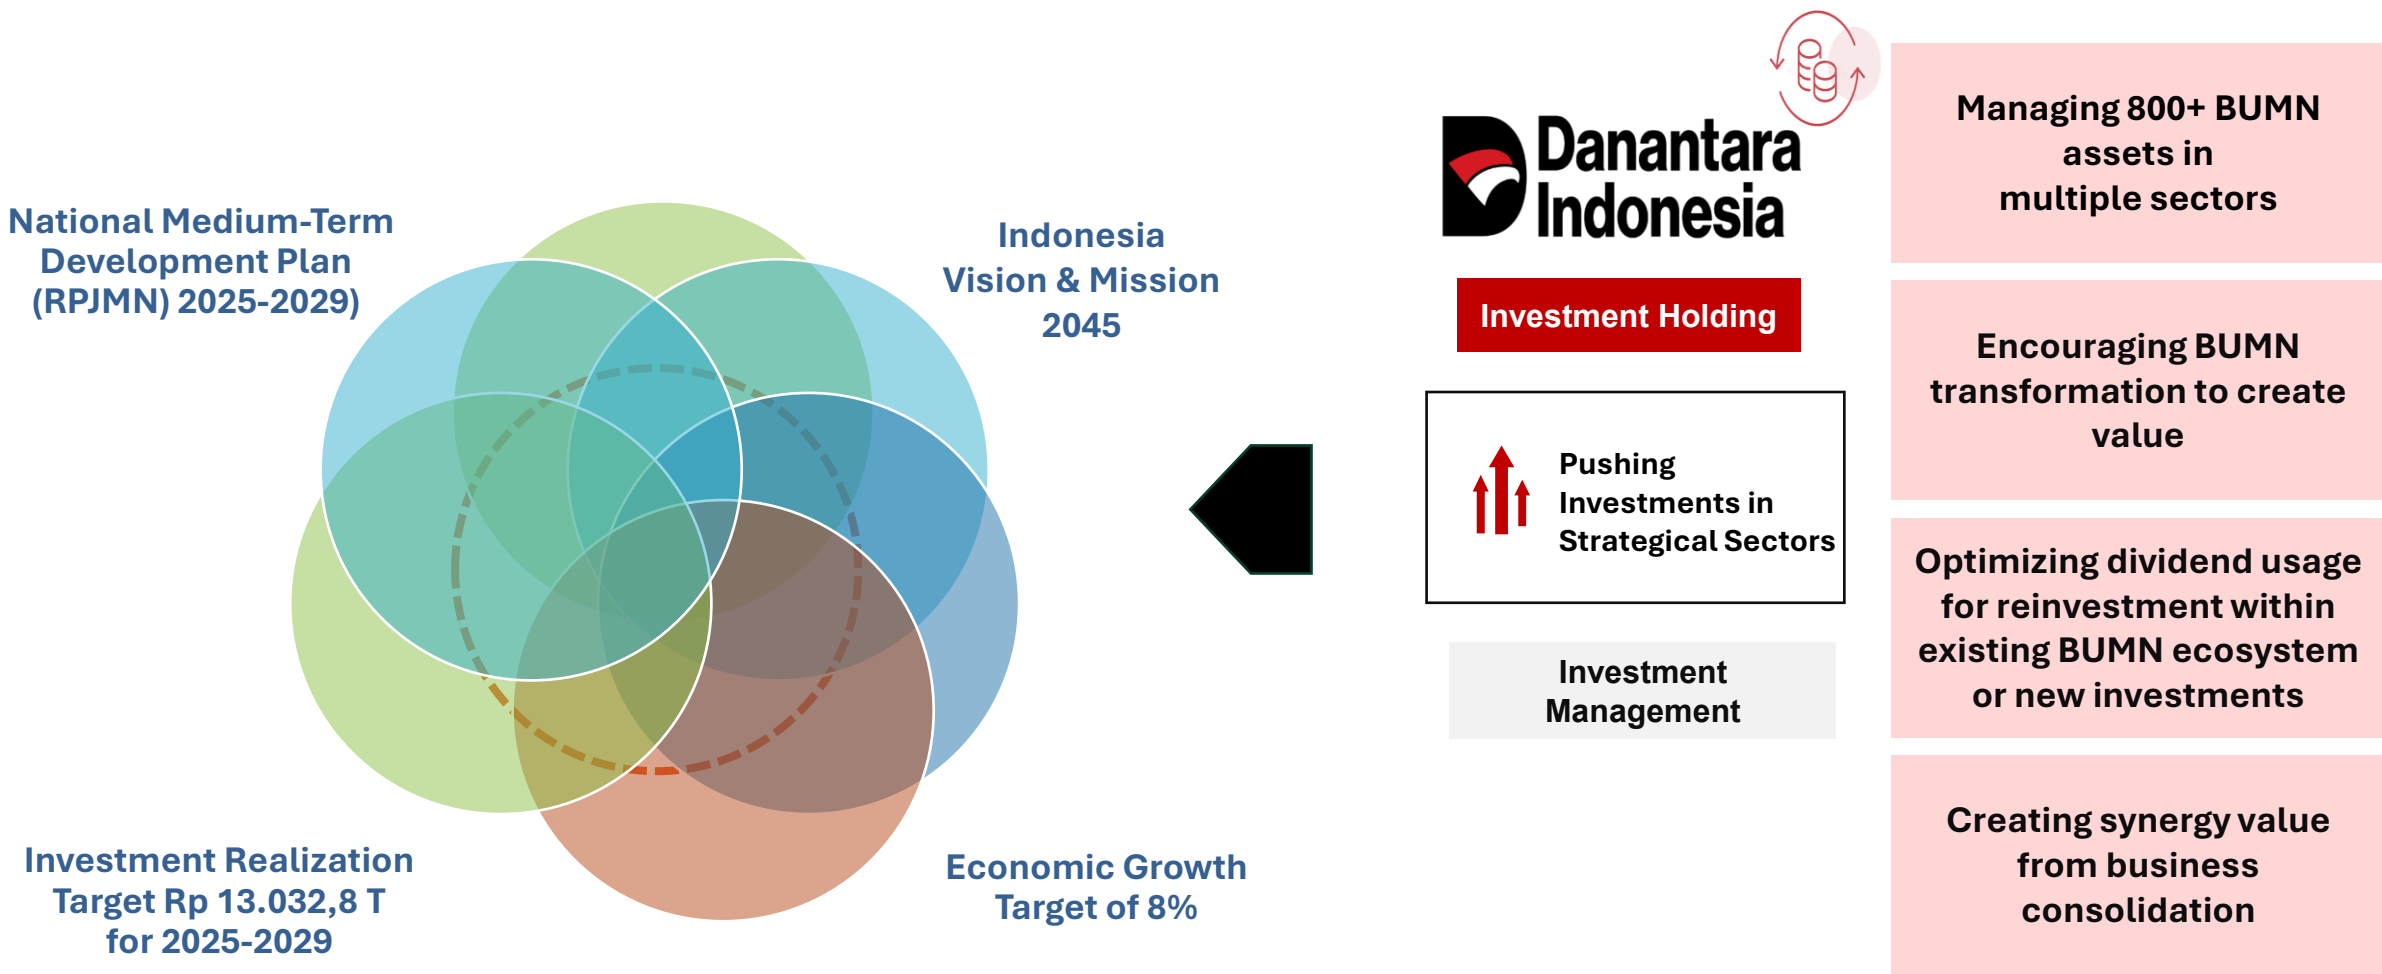 National Medium-Term
Development Plan
(RPJMN) 2025-2029)
Indonesia
Vision & Mission
2045
Investment Realization
Target Rp 13.032,8 T
for 2025-2029
Economic Growth
Target of 8%
Danantara
Indonesia
Investment Holding
Pushing
Investments in
Strategical Sectors
Investment
Management
Managing 800+ BUMN
assets in
multiple sectors
Encouraging BUMN
transformation to create
value
Optimizing dividend usage
for reinvestment within
existing BUMN ecosystem
or new investments
Creating synergy value
from business
consolidation